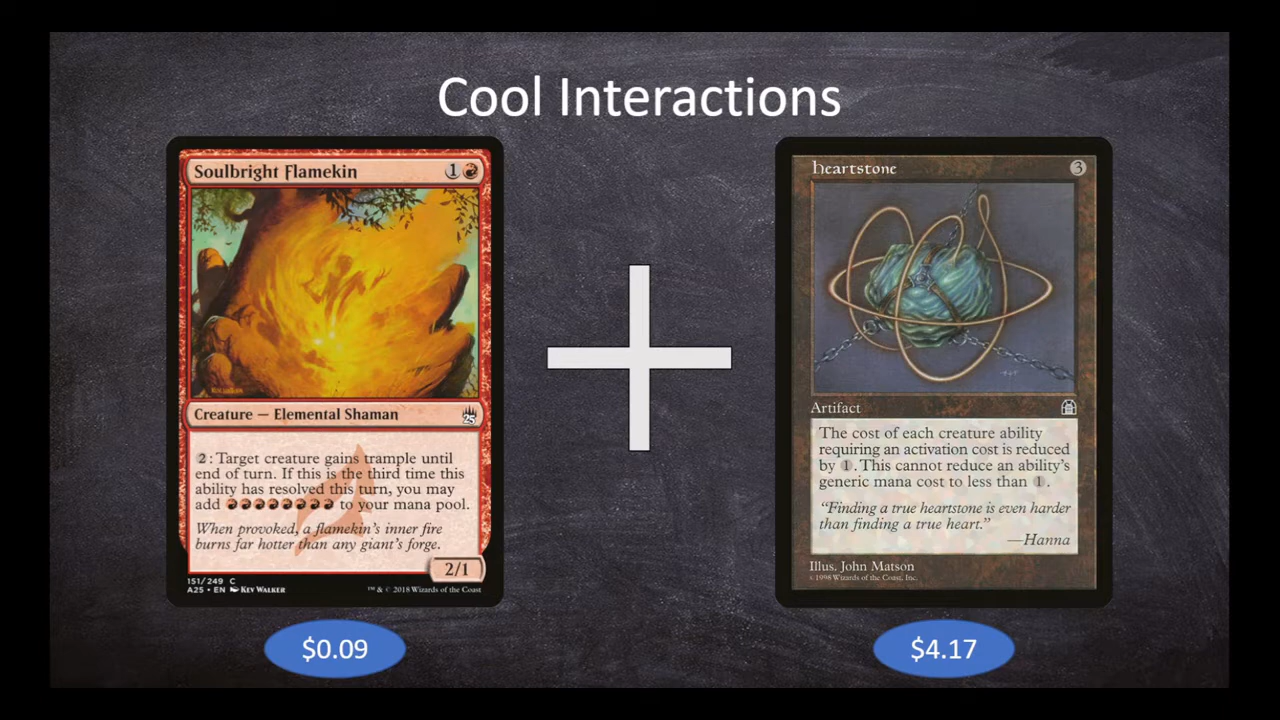 Cool Interactions
Soulbright Flamekin 1
Creature — Elemental Shaman
25
2: Target creature gains trample until
end of turn. If this is the third time this
ability has resolved this turn, you may
add to your mana pool.
When provoked, a flamekin's inner fire
burns far hotter than any giant's forge.
2/1
151/249 C
A25 • EN KEV WALKER
™ & © 2018 Wizards of the Coast
$0.09
Heartstone 3
Artifact
The cost of each creature ability
requiring an activation cost is reduced
by 1. This cannot reduce an ability's
generic mana cost to less than 1.
“Finding a true heartstone is even harder
than finding a true heart.”
—Hanna
Illus. John Matson
© 1998 Wizards of the Coast, Inc.
$4.17